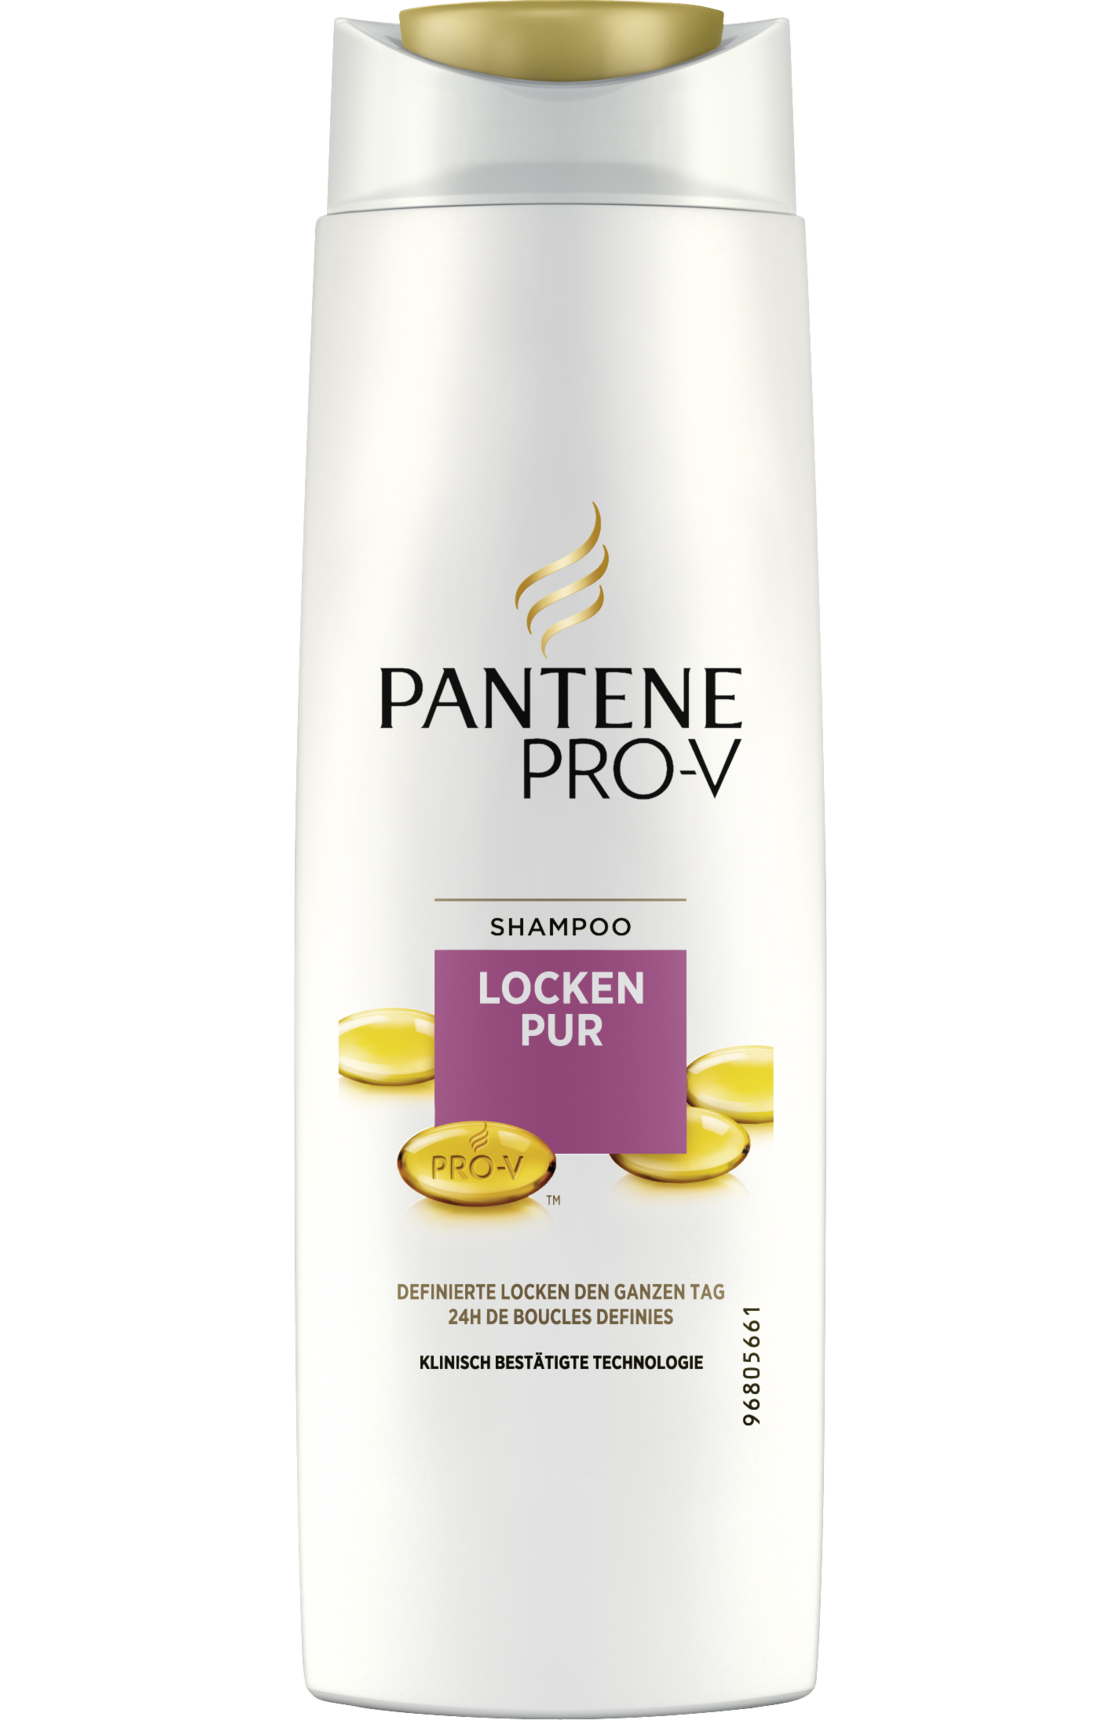 PANTENE
PRO-V
SHAMPOO
LOCKEN
PUR
PRO-V
TM
DEFINIERTE LOCKEN DEN GANZEN TAG
24H DE BOUCLES DEFINIES
KLINISCH BESTÄTIGTE TECHNOLOGIE
96805661